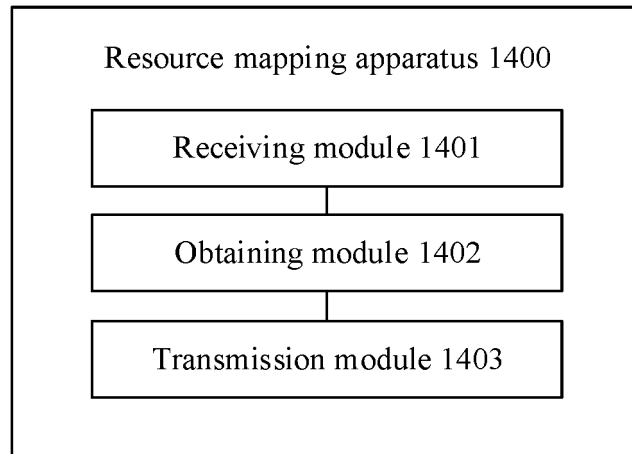 Resource mapping apparatus 1400
Receiving module 1401
Obtaining module 1402
Transmission module 1403